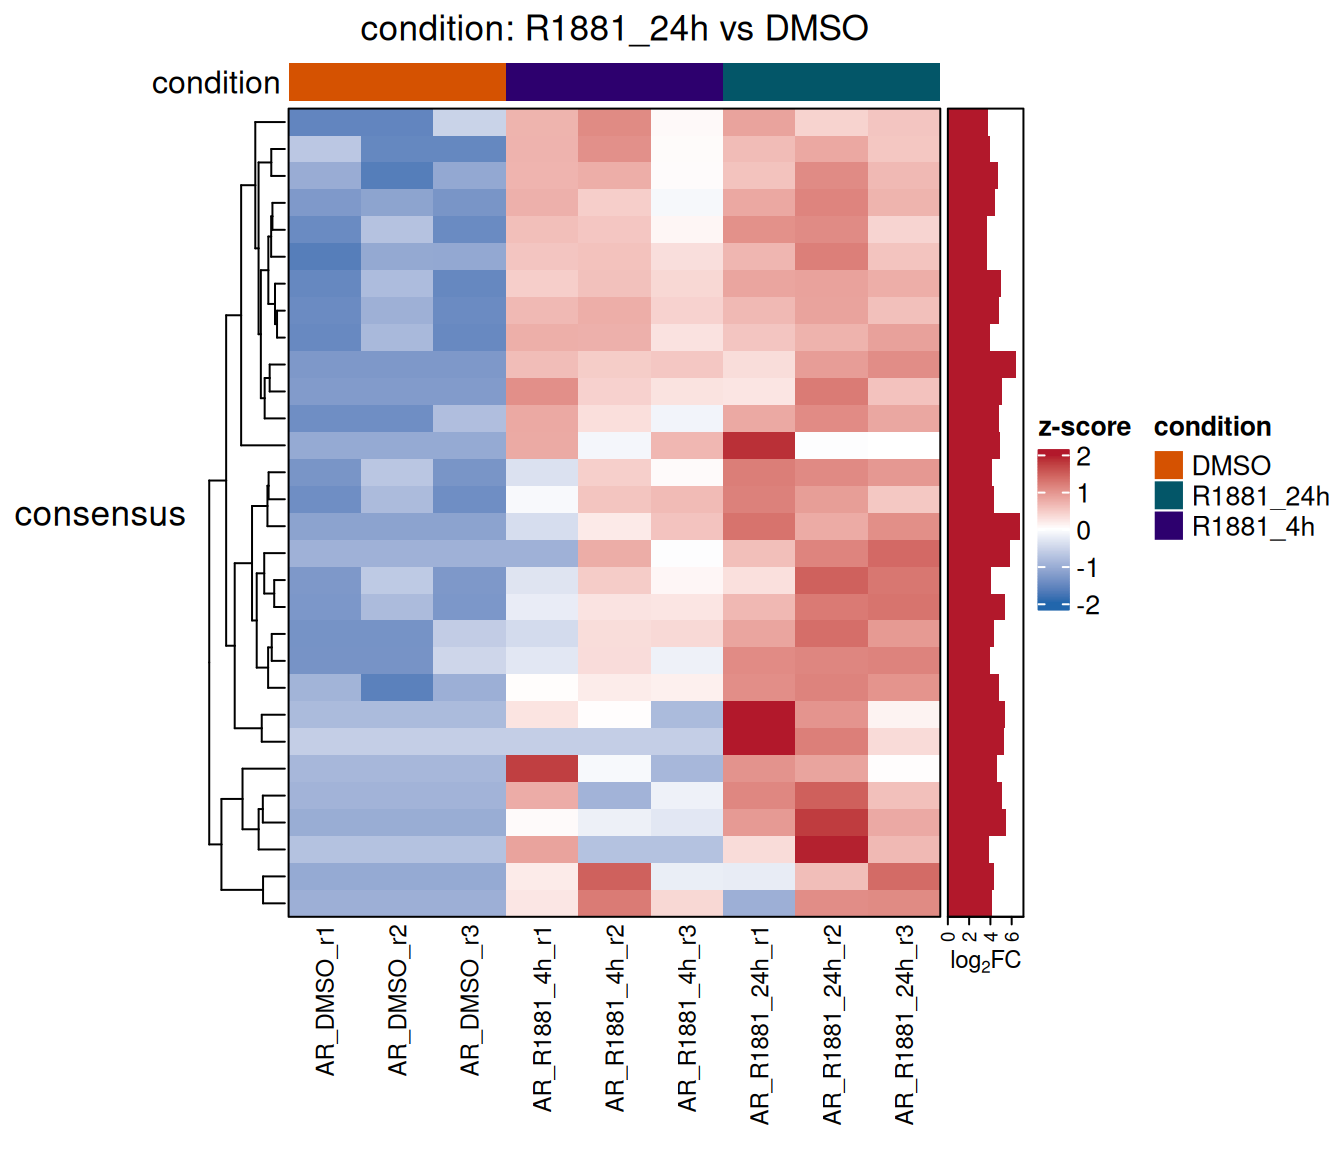 condition: R1881_24h vs DMSO
condition
consensus
z-score
2
1
0
-1
-2
condition
DMSO
R1881_24h
R1881_4h
0
2
4
6
log2FC
AR_DMSO_r1
AR_DMSO_r2
AR_DMSO_r3
AR_R1881_4h_r1
AR_R1881_4h_r2
AR_R1881_4h_r3
AR_R1881_24h_r1
AR_R1881_24h_r2
AR_R1881_24h_r3